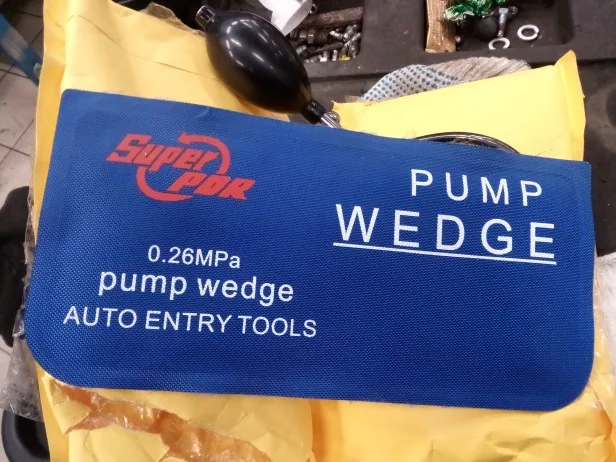 Super
PDR
PUMP
WEDGE
0.26MPa
pump wedge
AUTO ENTRY TOOLS